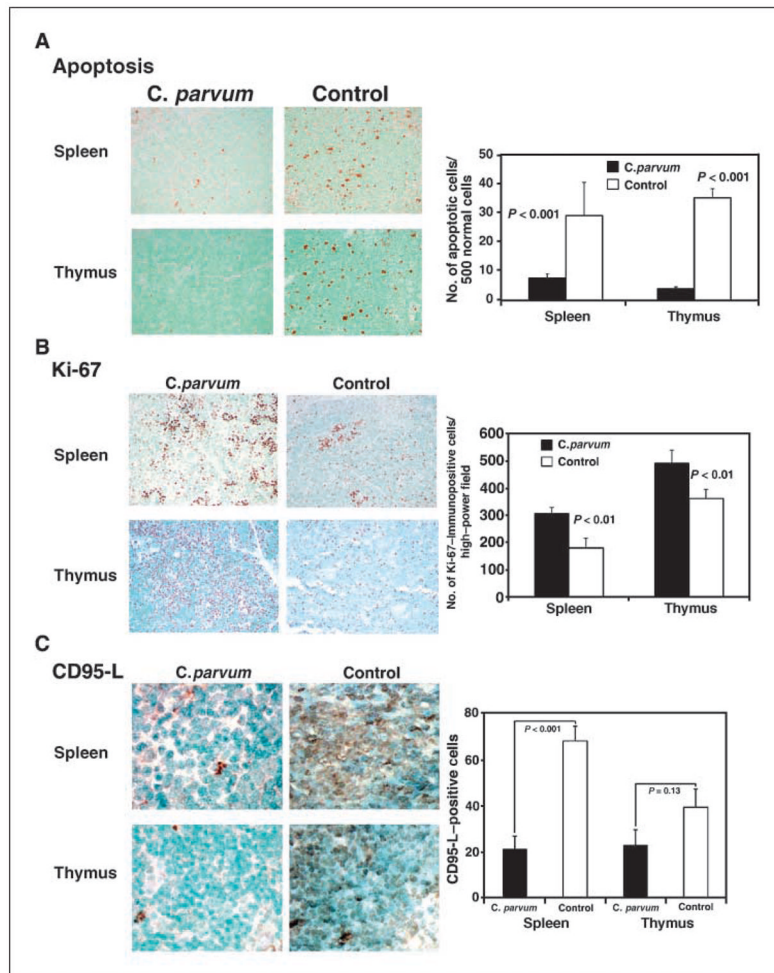 A
Apoptosis
C. parvum Control
Spleen
Thymus
No. of apoptotic cells/
500 normal cells
50
40
30
20
10
0
C.parvum
Control
P < 0.001
P < 0.001
Spleen Thymus
B
Ki-67
C.parvum Control
Spleen
Thymus
No. of Ki-67–Immunopositive cells/
high–power field
600
500
400
300
200
100
0
C.parvum
Control
P < 0.01
P < 0.01
Spleen Thymus
C
CD95-L
C.parvum Control
Spleen
Thymus
CD95-L–positive cells
80
60
40
20
0
P < 0.001
P = 0.13
C. parvum Control C. parvum Control
Spleen Thymus